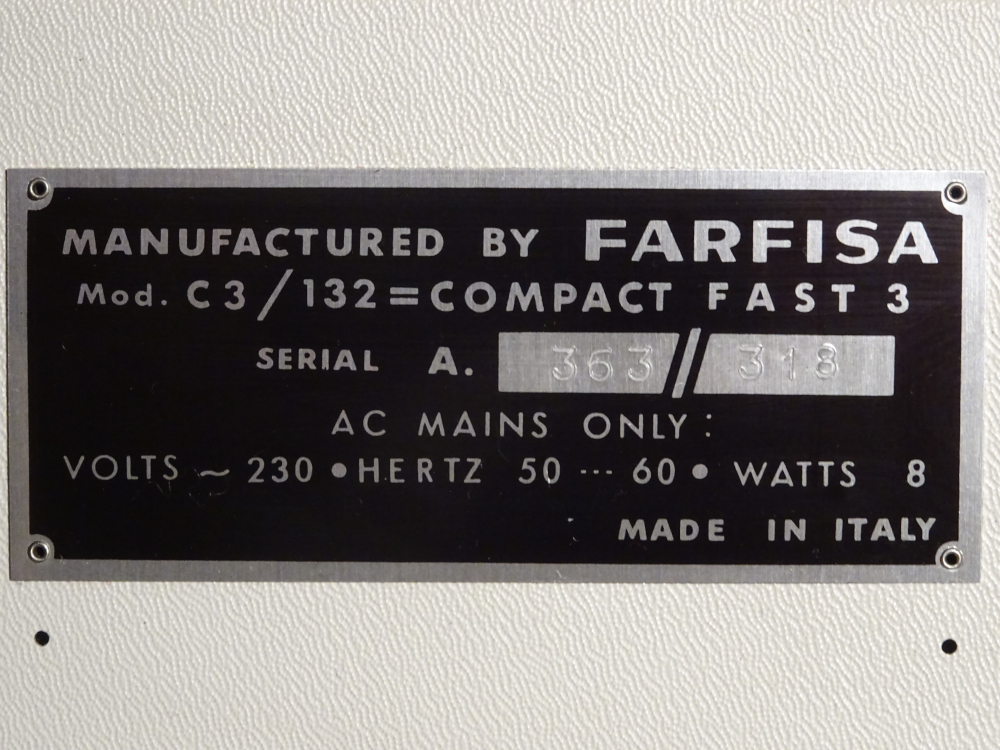 MANUFACTURED BY FARFISA
Mod. C3/132=COMPACT FAST 3
SERIAL A. 363//318
AC MAINS ONLY:
VOLTS ~ 230 • HERTZ 50 --- 60 • WATTS 8
MADE IN ITALY